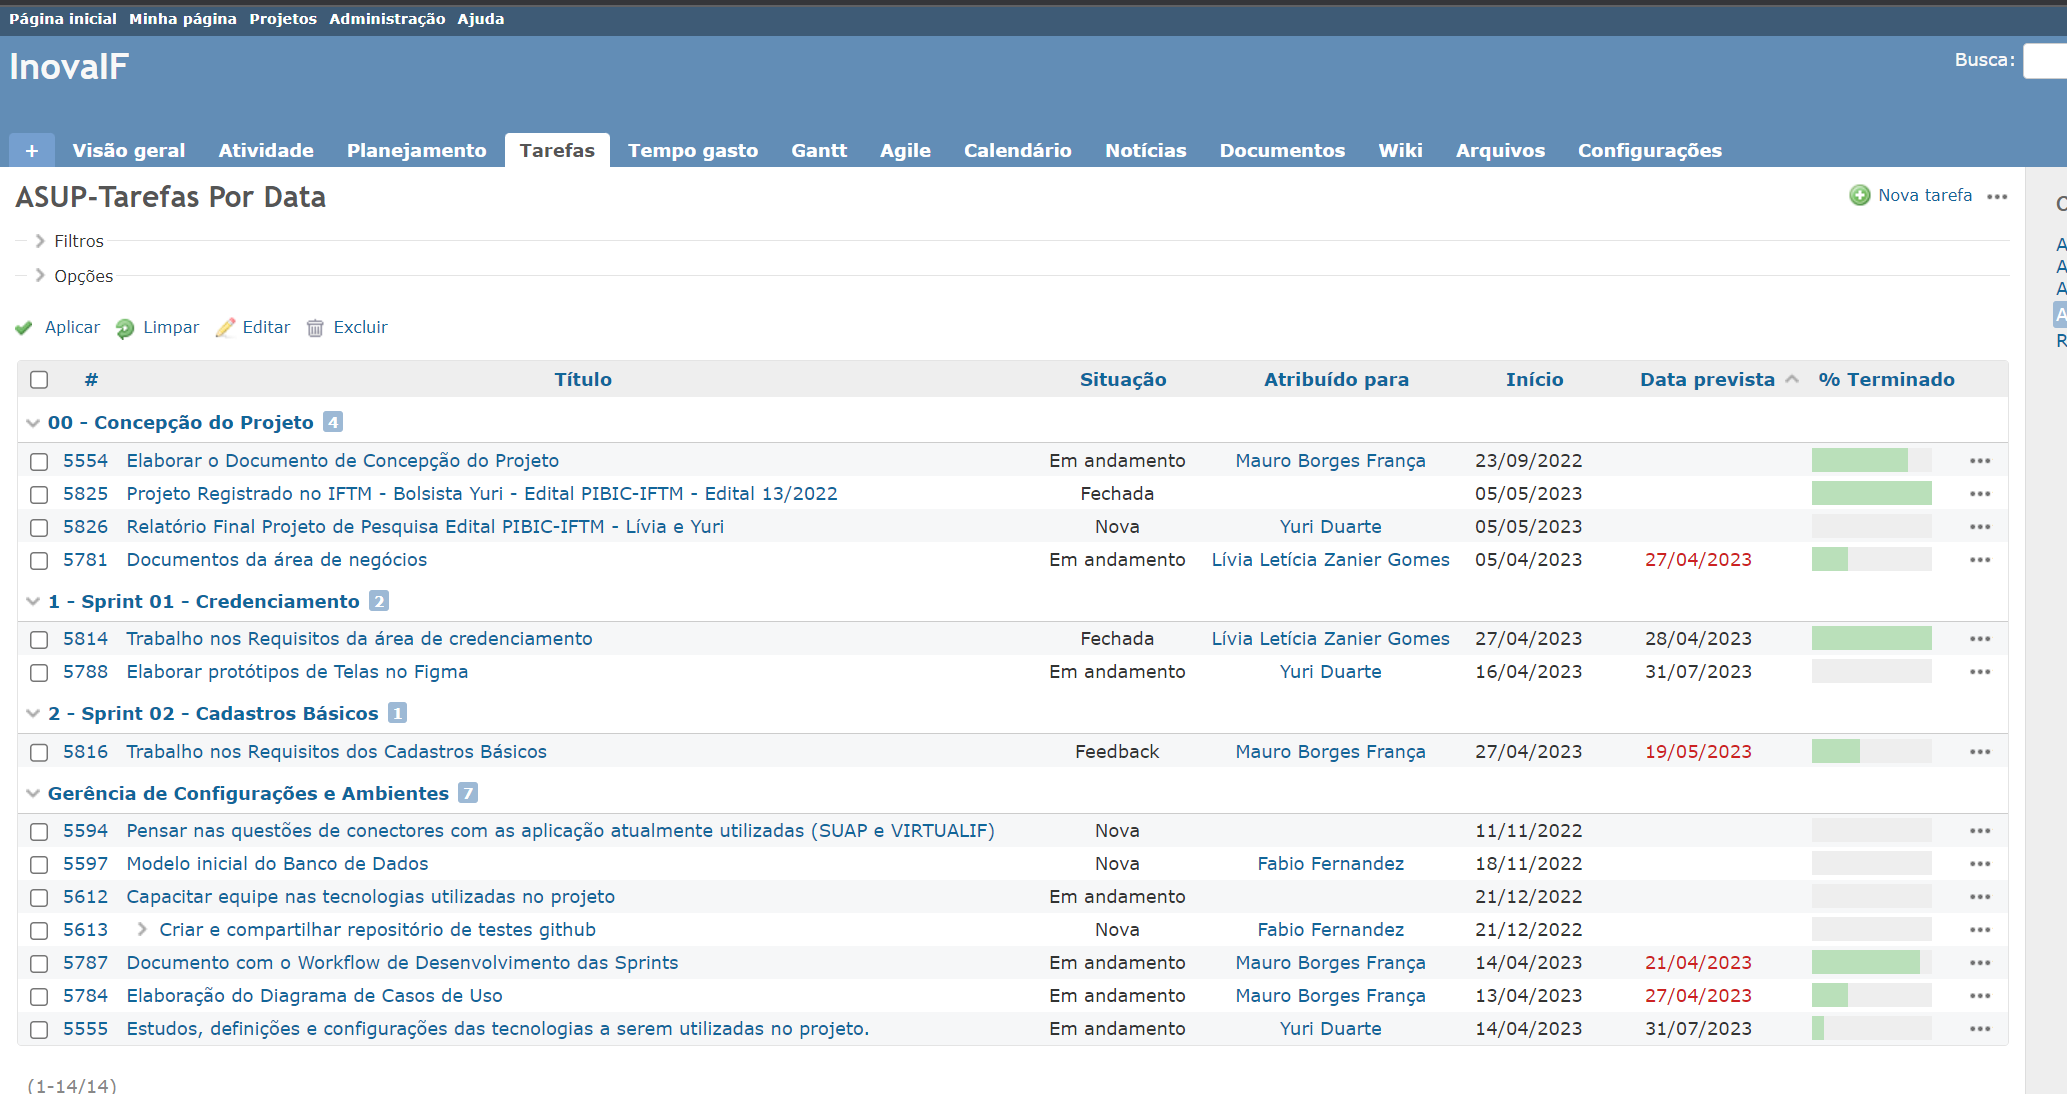 Página inicial Minha página Projetos Administração Ajuda
InovaIF
Busca:
+ Visão geral Atividade Planejamento Tarefas Tempo gasto Gantt Agile Calendário Notícias Documentos Wiki Arquivos Configurações
ASUP-Tarefas Por Data
Nova tarefa
Filtros
Opções
Aplicar Limpar Editar Excluir
# Título Situação Atribuído para Início Data prevista % Terminado
00 - Concepção do Projeto 4
5554 Elaborar o Documento de Concepção do Projeto Em andamento Mauro Borges França 23/09/2022
5825 Projeto Registrado no IFTM - Bolsista Yuri - Edital PIBIC-IFTM - Edital 13/2022 Fechada 05/05/2023
5826 Relatório Final Projeto de Pesquisa Edital PIBIC-IFTM - Lívia e Yuri Nova Yuri Duarte 05/05/2023
5781 Documentos da área de negócios Em andamento Lívia Letícia Zanier Gomes 05/04/2023 27/04/2023
1 - Sprint 01 - Credenciamento 2
5814 Trabalho nos Requisitos da área de credenciamento Fechada Lívia Letícia Zanier Gomes 27/04/2023 28/04/2023
5788 Elaborar protótipos de Telas no Figma Em andamento Yuri Duarte 16/04/2023 31/07/2023
2 - Sprint 02 - Cadastros Básicos 1
5816 Trabalho nos Requisitos dos Cadastros Básicos Feedback Mauro Borges França 27/04/2023 19/05/2023
Gerência de Configurações e Ambientes 7
5594 Pensar nas questões de conectores com as aplicação atualmente utilizadas (SUAP e VIRTUALIF) Nova 11/11/2022
5597 Modelo inicial do Banco de Dados Nova Fabio Fernandez 18/11/2022
5612 Capacitar equipe nas tecnologias utilizadas no projeto Em andamento 21/12/2022
5613 Criar e compartilhar repositório de testes github Nova Fabio Fernandez 21/12/2022
5787 Documento com o Workflow de Desenvolvimento das Sprints Em andamento Mauro Borges França 14/04/2023 21/04/2023
5784 Elaboração do Diagrama de Casos de Uso Em andamento Mauro Borges França 13/04/2023 27/04/2023
5555 Estudos, definições e configurações das tecnologias a serem utilizadas no projeto. Em andamento Yuri Duarte 14/04/2023 31/07/2023
(1-14/14)